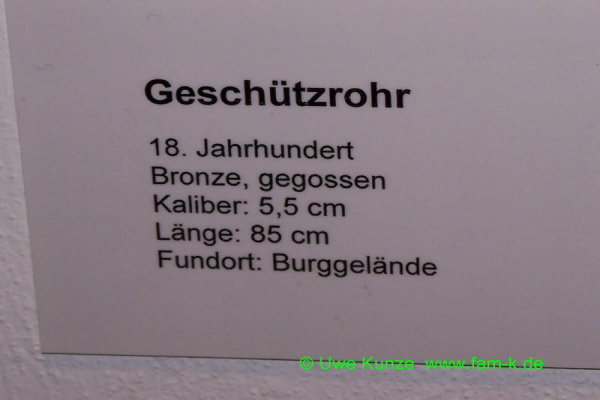 Geschützrohr
18. Jahrhundert
Bronze, gegossen
Kaliber: 5,5 cm
Länge: 85 cm
Fundort: Burggelände
© Uwe Kunze www.fam-k.de